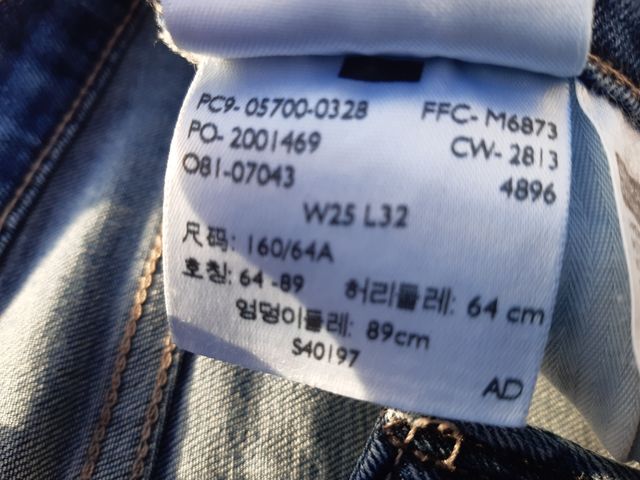 PC9- 05700-0328 FFC- M6873
PO- 2001469 CW- 2813
O81-07043 4896
W25 L32
尺码: 160/64A
호칭: 64 -89 허리둘레: 64 cm
엉덩이둘레: 89cm
S40197
AD